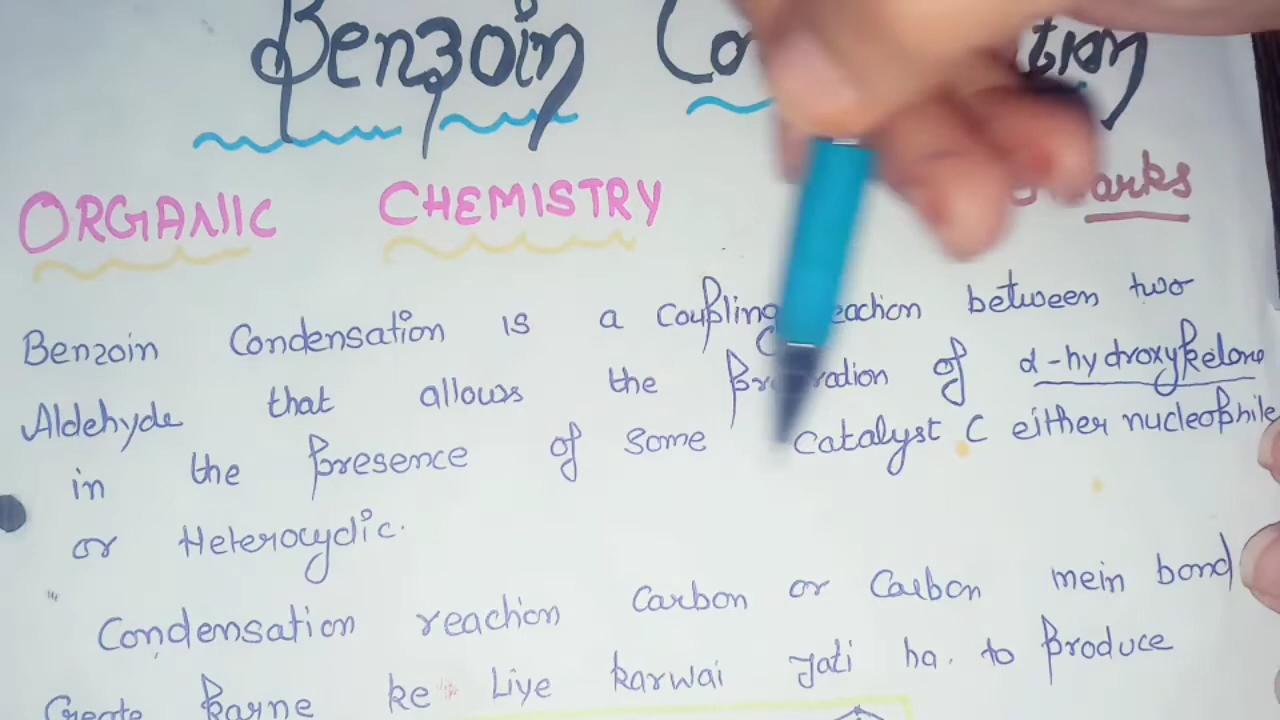 Benzoin
ORGANIC CHEMISTRY
Benzoin Condensation is a coupling between two
Aldehyde that allows the of α-hydroxyketone
in the presence of some catalyst C either nucleophile
or Heterocyclic.
Condensation reaction Carbon or Carbon mein bond
Create karne ke Liye karwai jati ha. to produce